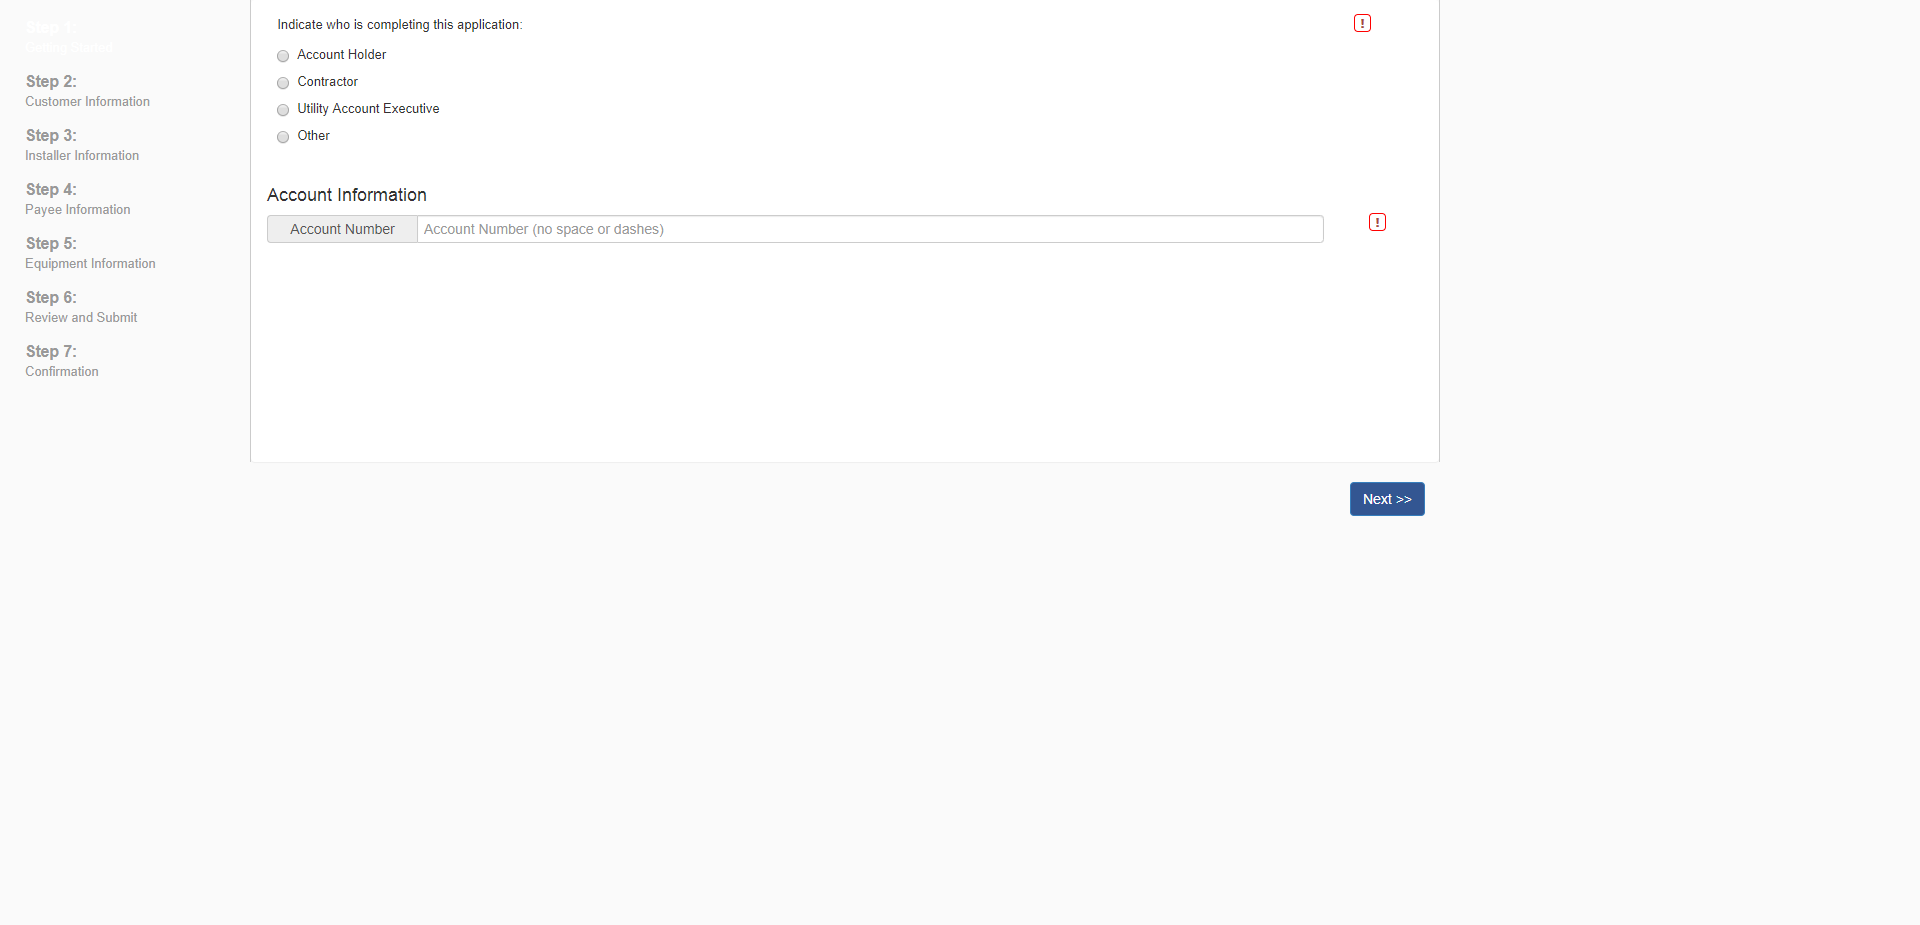 Step 1:
Getting Started
Step 2:
Customer Information
Step 3:
Installer Information
Step 4:
Payee Information
Step 5:
Equipment Information
Step 6:
Review and Submit
Step 7:
Confirmation
Indicate who is completing this application:
!
Account Holder
Contractor
Utility Account Executive
Other
Account Information
Account Number
Account Number (no space or dashes)
!
Next >>